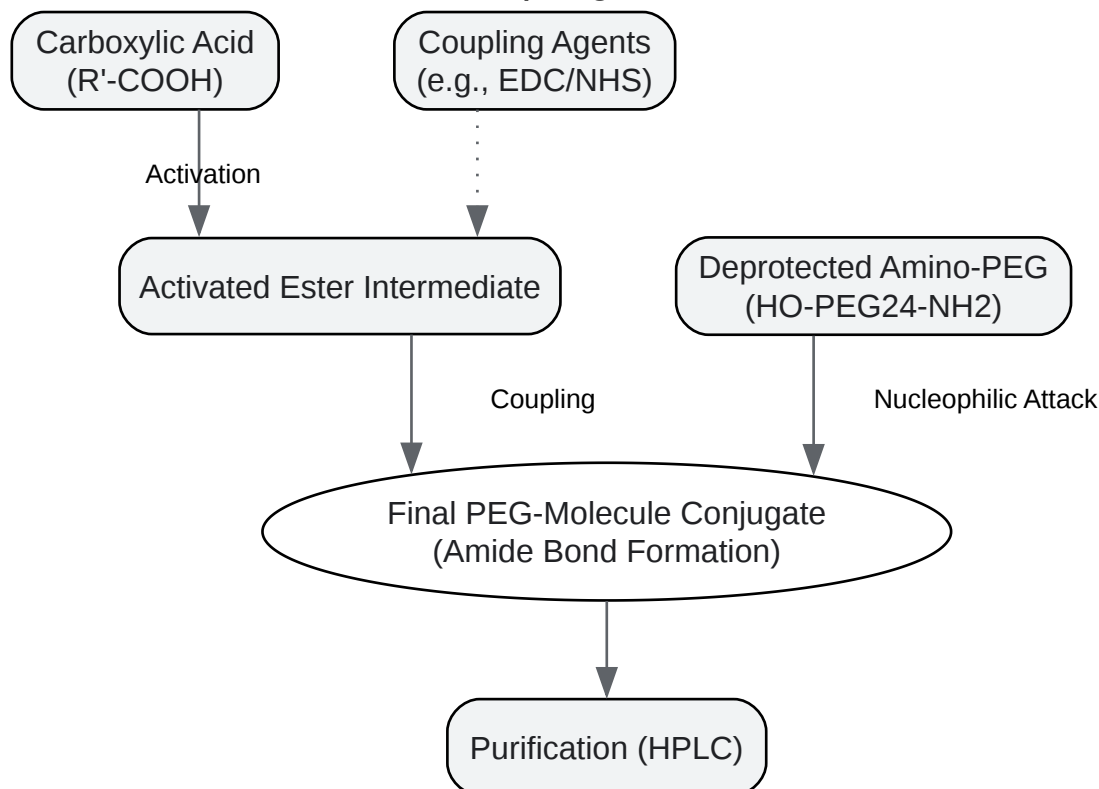 Carboxylic Acid
(R'-COOH)
Coupling Agents
(e.g., EDC/NHS)
Activation
Activated Ester Intermediate
Deprotected Amino-PEG
(HO-PEG24-NH2)
Coupling
Nucleophilic Attack
Final PEG-Molecule Conjugate
(Amide Bond Formation)
Purification (HPLC)